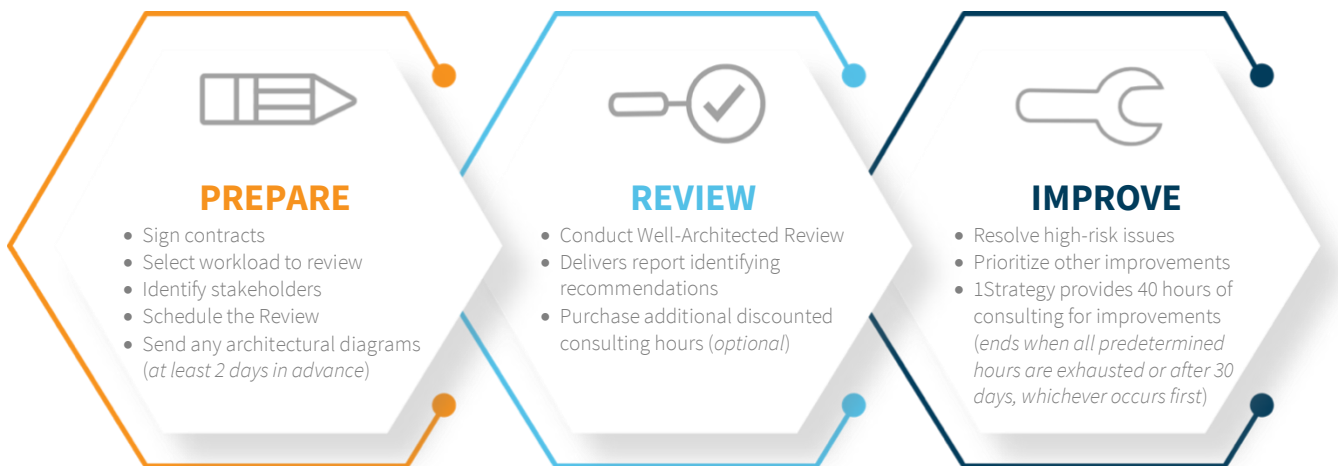 PREPARE
• Sign contracts
• Select workload to review
• Identify stakeholders
• Schedule the Review
• Send any architectural diagrams
(at least 2 days in advance)
REVIEW
• Conduct Well-Architected Review
• Delivers report identifying
recommendations
• Purchase additional discounted
consulting hours (optional)
IMPROVE
• Resolve high-risk issues
• Prioritize other improvements
• 1Strategy provides 40 hours of
consulting for improvements
(ends when all predetermined
hours are exhausted or after 30
days, whichever occurs first)